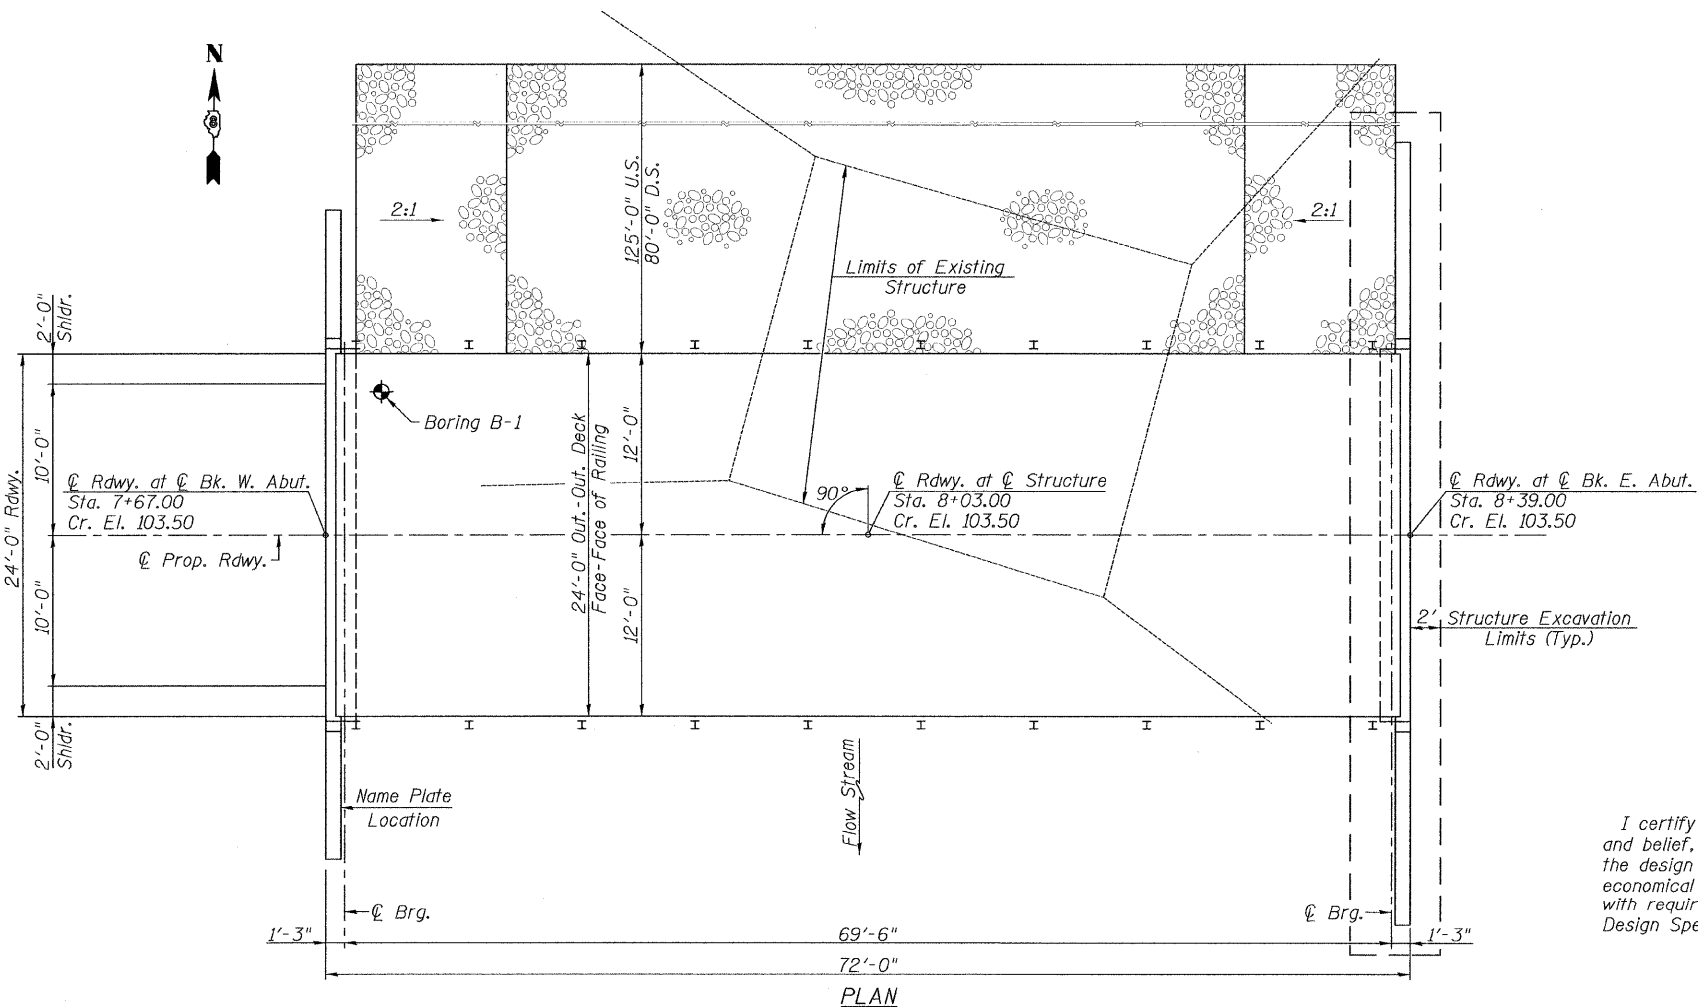 N
8
2:1
125'-0" U.S.
80'-0" D.S.
2:1
Limits of Existing
Structure
2'-0"
Shldr.
24'-0" Rdwy.
10'-0"
10'-0"
2'-0"
Shldr.
Boring B-1
24'-0" Out.-Out. Deck
Face-Face of Railing
12'-0"
12'-0"
℄ Rdwy. at ℄ Bk. W. Abut.
Sta. 7+67.00
Cr. El. 103.50
℄ Prop. Rdwy.
90°
℄ Rdwy. at ℄ Structure
Sta. 8+03.00
Cr. El. 103.50
℄ Rdwy. at ℄ Bk. E. Abut.
Sta. 8+39.00
Cr. El. 103.50
2' Structure Excavation
Limits (Typ.)
Name Plate
Location
Flow Stream
I certify
and belief,
the design
economical
with requir
Design Spe
℄ Brg.
℄ Brg.
1'-3"
69'-6"
1'-3"
72'-0"
PLAN